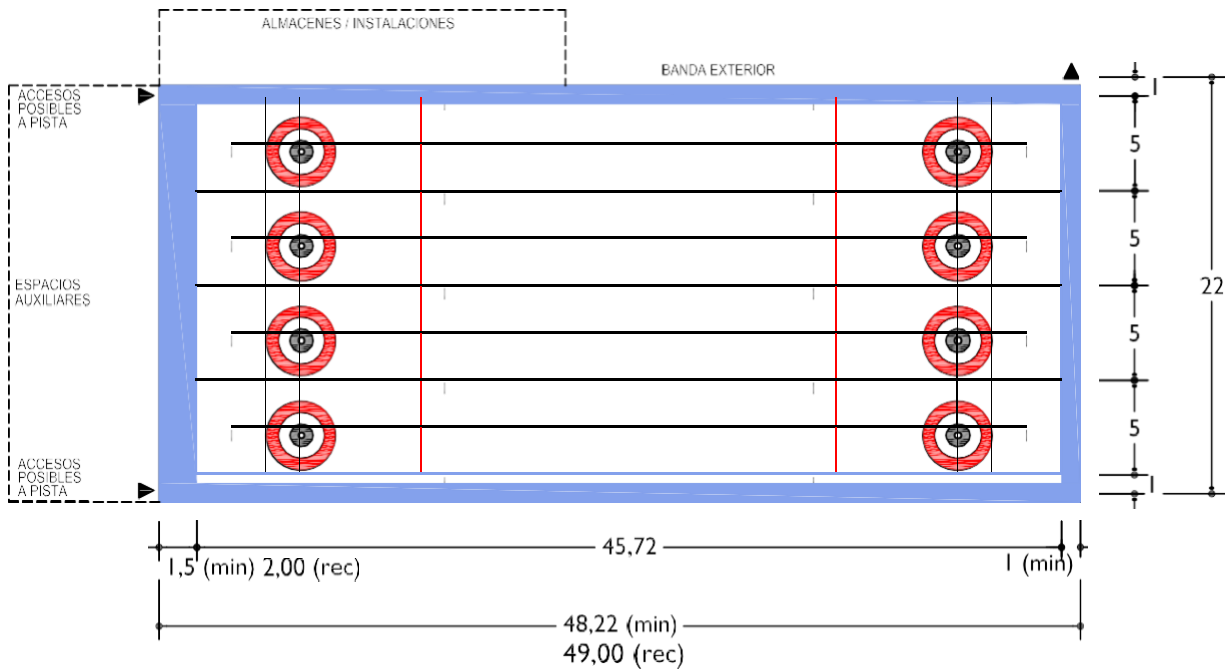 ALMACENES / INSTALACIONES
BANDA EXTERIOR
ACCESOS
POSIBLES
A PISTA
1
5
5
22
ESPACIOS
AUXILIARES
5
5
ACCESOS
POSIBLES
A PISTA
1
45,72
1,5 (min) 2,00 (rec)
1 (min)
48,22 (min)
49,00 (rec)